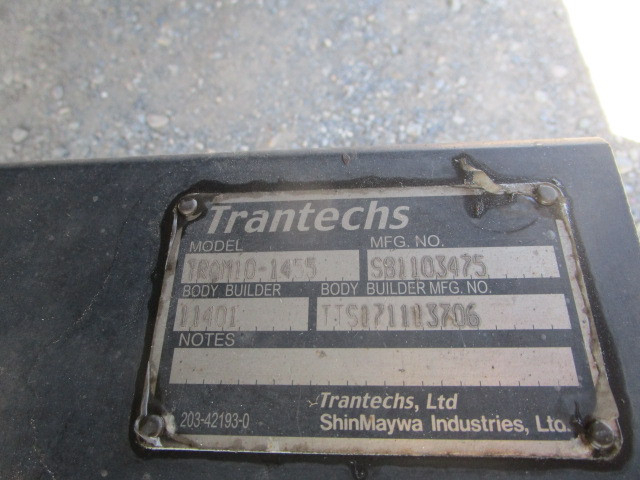 Trantechs
MODEL MFG. NO.
S81103475
BODY BUILDER BODY BUILDER MFG. NO.
NOTES
Trantechs, Ltd
203-42193-0 ShinMaywa Industries, Ltd.